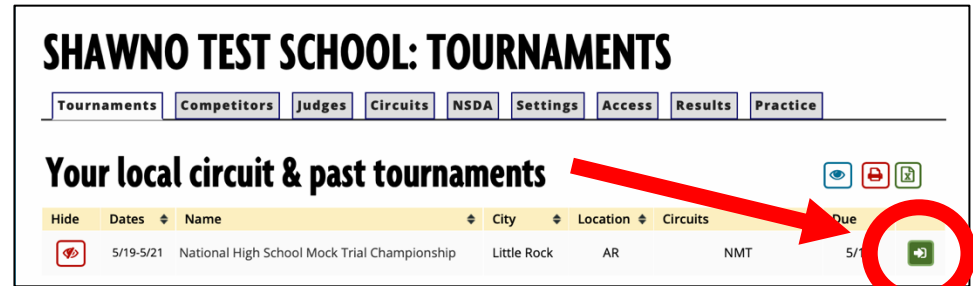 SHAWNO TEST SCHOOL: TOURNAMENTS
Tournaments Competitors Judges Circuits NSDA Settings Access Results Practice
Your local circuit & past tournaments
Hide Dates Name City Location Circuits Due
5/19-5/21 National High School Mock Trial Championship Little Rock AR NMT